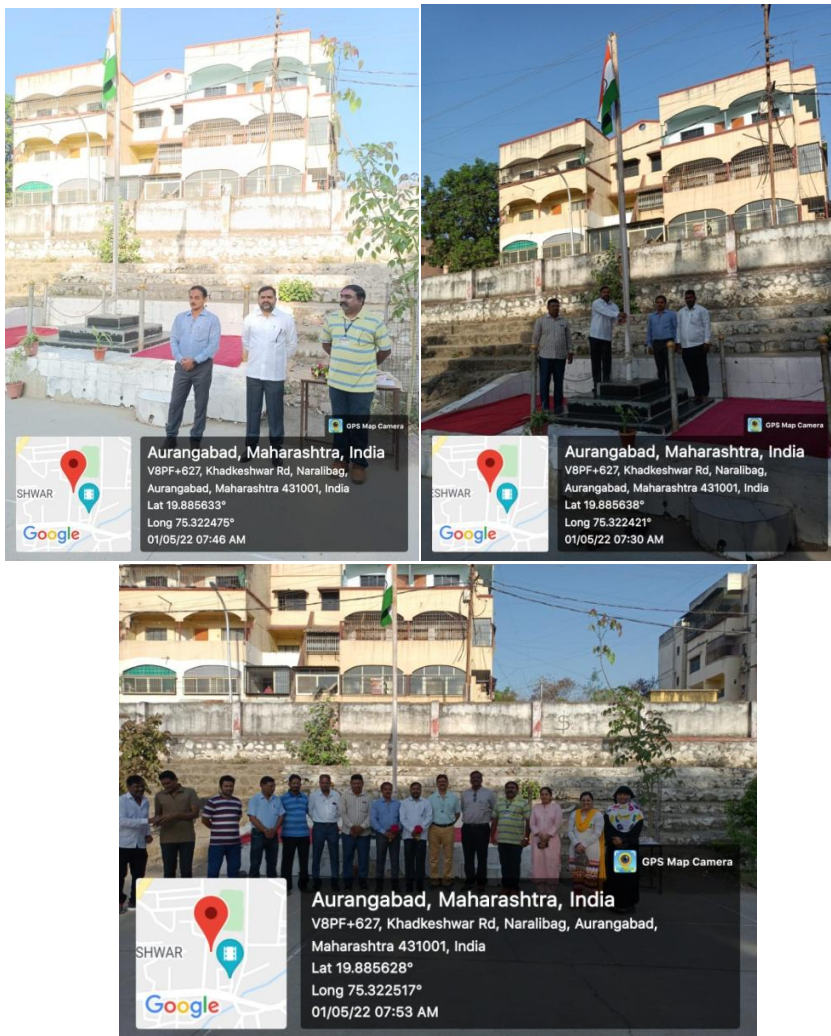 GPS Map Camera
SHWAR
Google
Aurangabad, Maharashtra, India
V8PF+627, Khadkeshwar Rd, Naralibag,
Aurangabad, Maharashtra 431001, India
Lat 19.885633°
Long 75.322475°
01/05/22 07:46 AM
GPS Map Camera
ESHWAR
Google
Aurangabad, Maharashtra, India
V8PF+627, Khadkeshwar Rd, Naralibag,
Aurangabad, Maharashtra 431001, India
Lat 19.885638°
Long 75.322421°
01/05/22 07:30 AM
$
GPS Map Camera
SHWAR
Google
Aurangabad, Maharashtra, India
V8PF+627, Khadkeshwar Rd, Naralibag, Aurangabad,
Maharashtra 431001, India
Lat 19.885628°
Long 75.322517°
01/05/22 07:53 AM